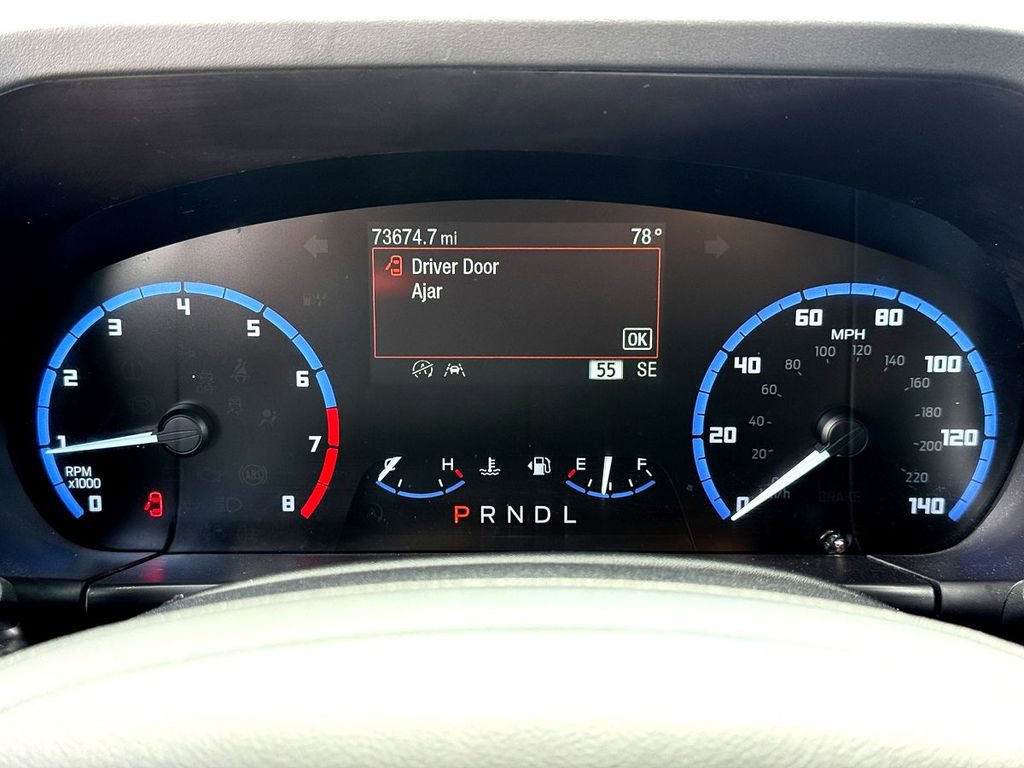 73674.7 mi 78°
Driver Door
Ajar
OK
55 SE
0 1 2 3 4 5 6 7 8
RPM
x1000
C H
E F
P R N D L
0 20 40 60 80 100 120 140
MPH
20 40 60 80 100 120 140 160 180 200 220
BRAKE
ABS